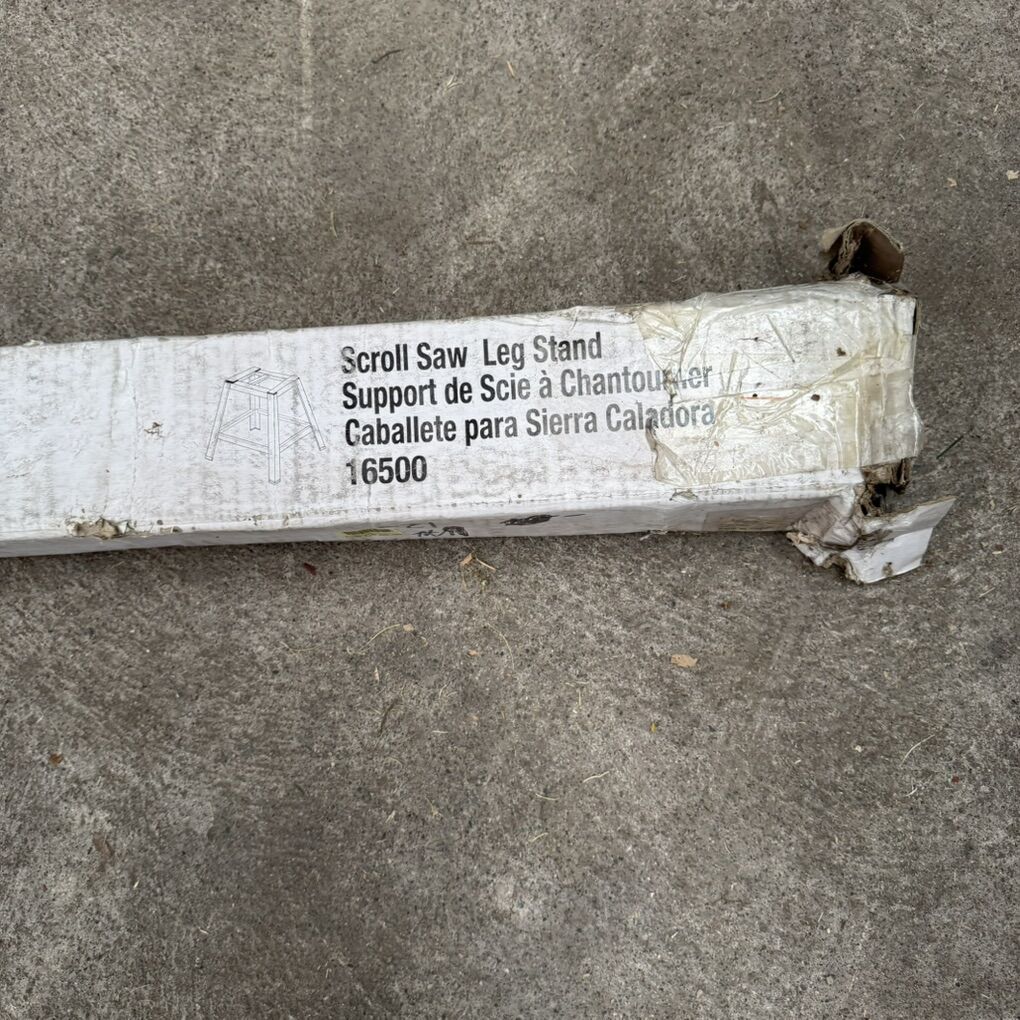 Scroll Saw Leg Stand
Support de Scie à Chantourner
Caballete para Sierra Caladora
16500